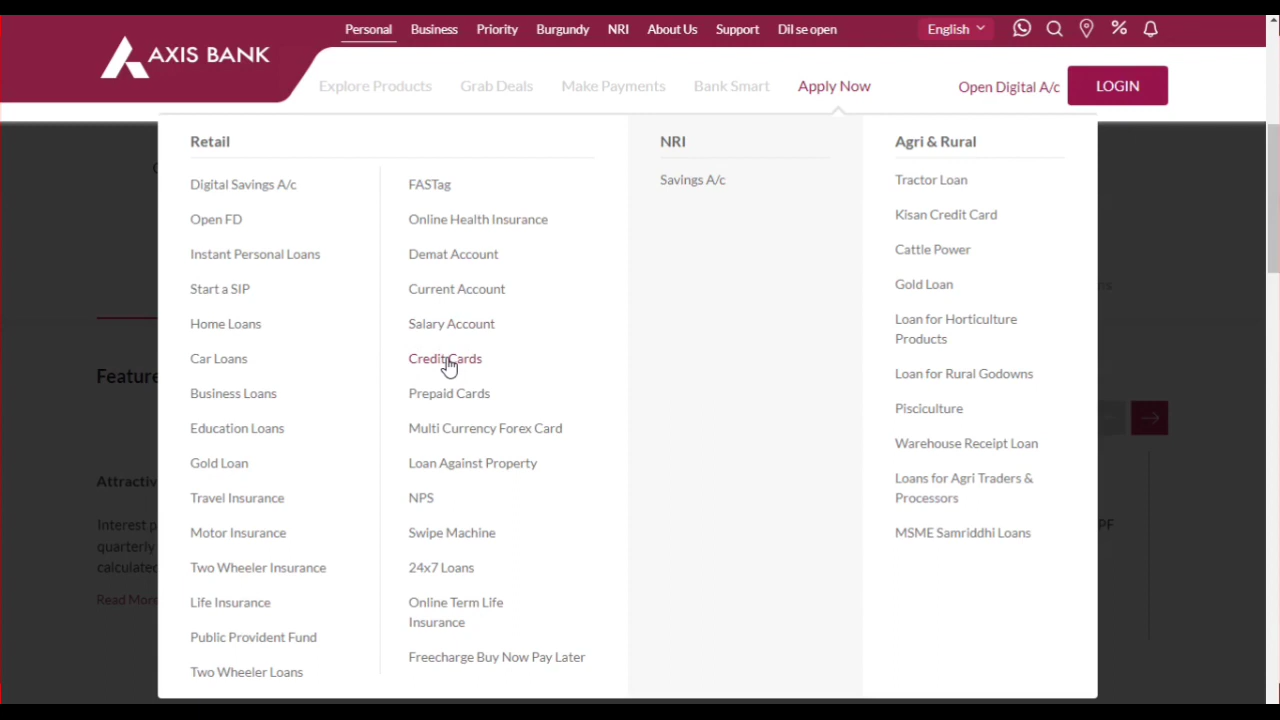 Personal Business Priority Burgundy NRI About Us Support Dil se open English
AXIS BANK
Explore Products Grab Deals Make Payments Bank Smart Apply Now Open Digital A/c LOGIN
Retail
Digital Savings A/c
Open FD
Instant Personal Loans
Start a SIP
Home Loans
Car Loans
Business Loans
Education Loans
Gold Loan
Travel Insurance
Motor Insurance
Two Wheeler Insurance
Life Insurance
Public Provident Fund
Two Wheeler Loans
FASTag
Online Health Insurance
Demat Account
Current Account
Salary Account
Credit Cards
Prepaid Cards
Multi Currency Forex Card
Loan Against Property
NPS
Swipe Machine
24x7 Loans
Online Term Life
Insurance
Freecharge Buy Now Pay Later
NRI
Savings A/c
Agri & Rural
Tractor Loan
Kisan Credit Card
Cattle Power
Gold Loan
Loan for Horticulture
Products
Loan for Rural Godowns
Pisciculture
Warehouse Receipt Loan
Loans for Agri Traders &
Processors
MSME Samriddhi Loans
Feature
Attractiv
Interest p
quarterly
calculate
Read More
PF